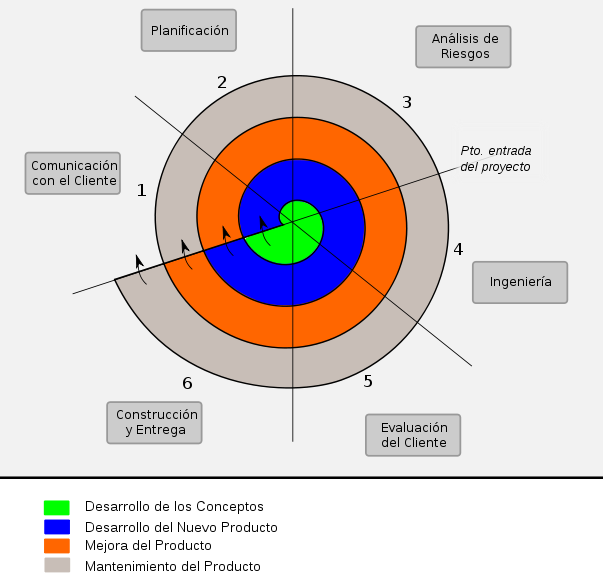 Planificación
Análisis de
Riesgos
2
3
Pto. entrada
del proyecto
Comunicación
con el Cliente
1
4
Ingeniería
6
5
Construcción
y Entrega
Evaluación
del Cliente
Desarrollo de los Conceptos
Desarrollo del Nuevo Producto
Mejora del Producto
Mantenimiento del Producto